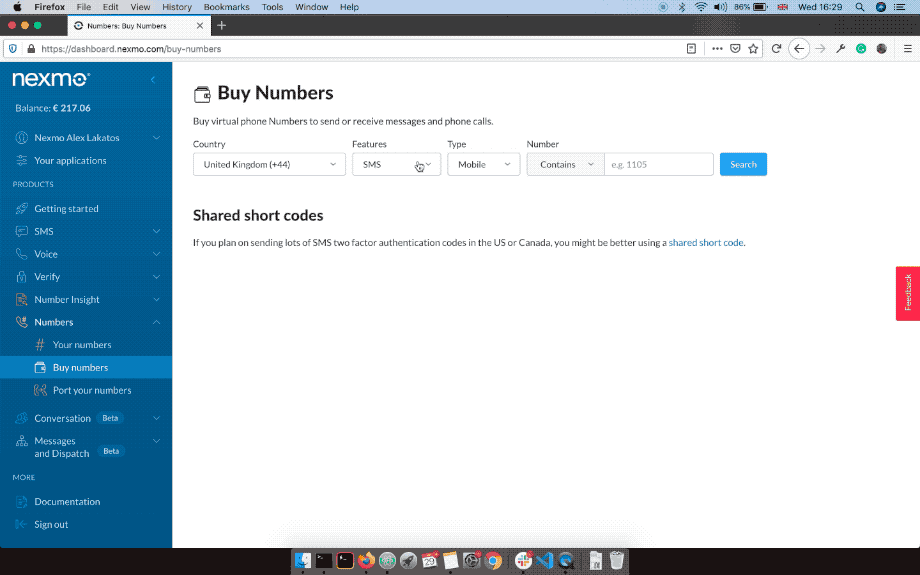 Firefox File Edit View History Bookmarks Tools Window Help 86% Wed 16:29
Numbers: Buy Numbers
https://dashboard.nexmo.com/buy-numbers
nexmo
Balance: € 217.06
Nexmo Alex Lakatos
Your applications
PRODUCTS
Getting started
SMS
Voice
Verify
Number Insight
Numbers
Your numbers
Buy numbers
Port your numbers
Conversation Beta
Messages
and Dispatch Beta
MORE
Documentation
Sign out
Buy Numbers
Buy virtual phone Numbers to send or receive messages and phone calls.
Country Features Type Number
United Kingdom (+44) SMS Mobile Contains e.g. 1105 Search
Shared short codes
If you plan on sending lots of SMS two factor authentication codes in the US or Canada, you might be better using a shared short code.
Feedback